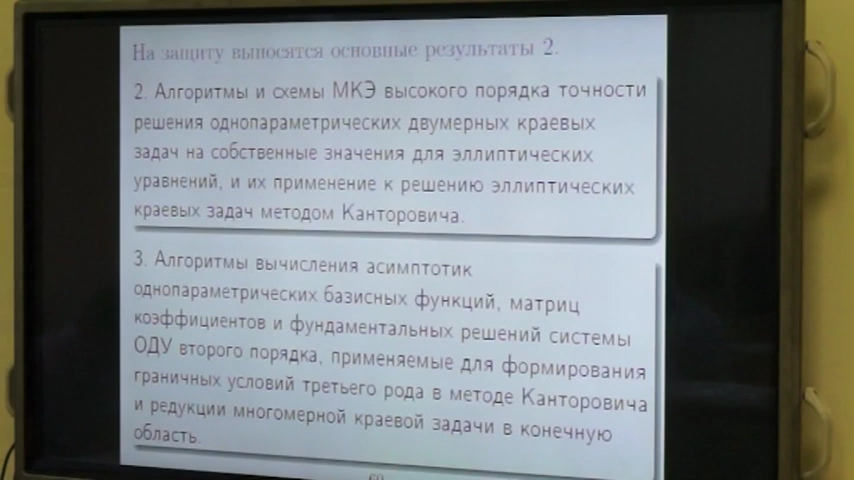 На защиту выносятся основные результаты 2.
2. Алгоритмы и схемы МКЭ высокого порядка точности
решения однопараметрических двумерных краевых
задач на собственные значения для эллиптических
уравнений, и их применение к решению эллиптических
краевых задач методом Канторовича.
3. Алгоритмы вычисления асимптотик
однопараметрических базисных функций, матриц
коэффициентов и фундаментальных решений системы
ОДУ второго порядка, применяемые для формирования
граничных условий третьего рода в методе Канторовича
и редукции многомерной краевой задачи в конечную
область.